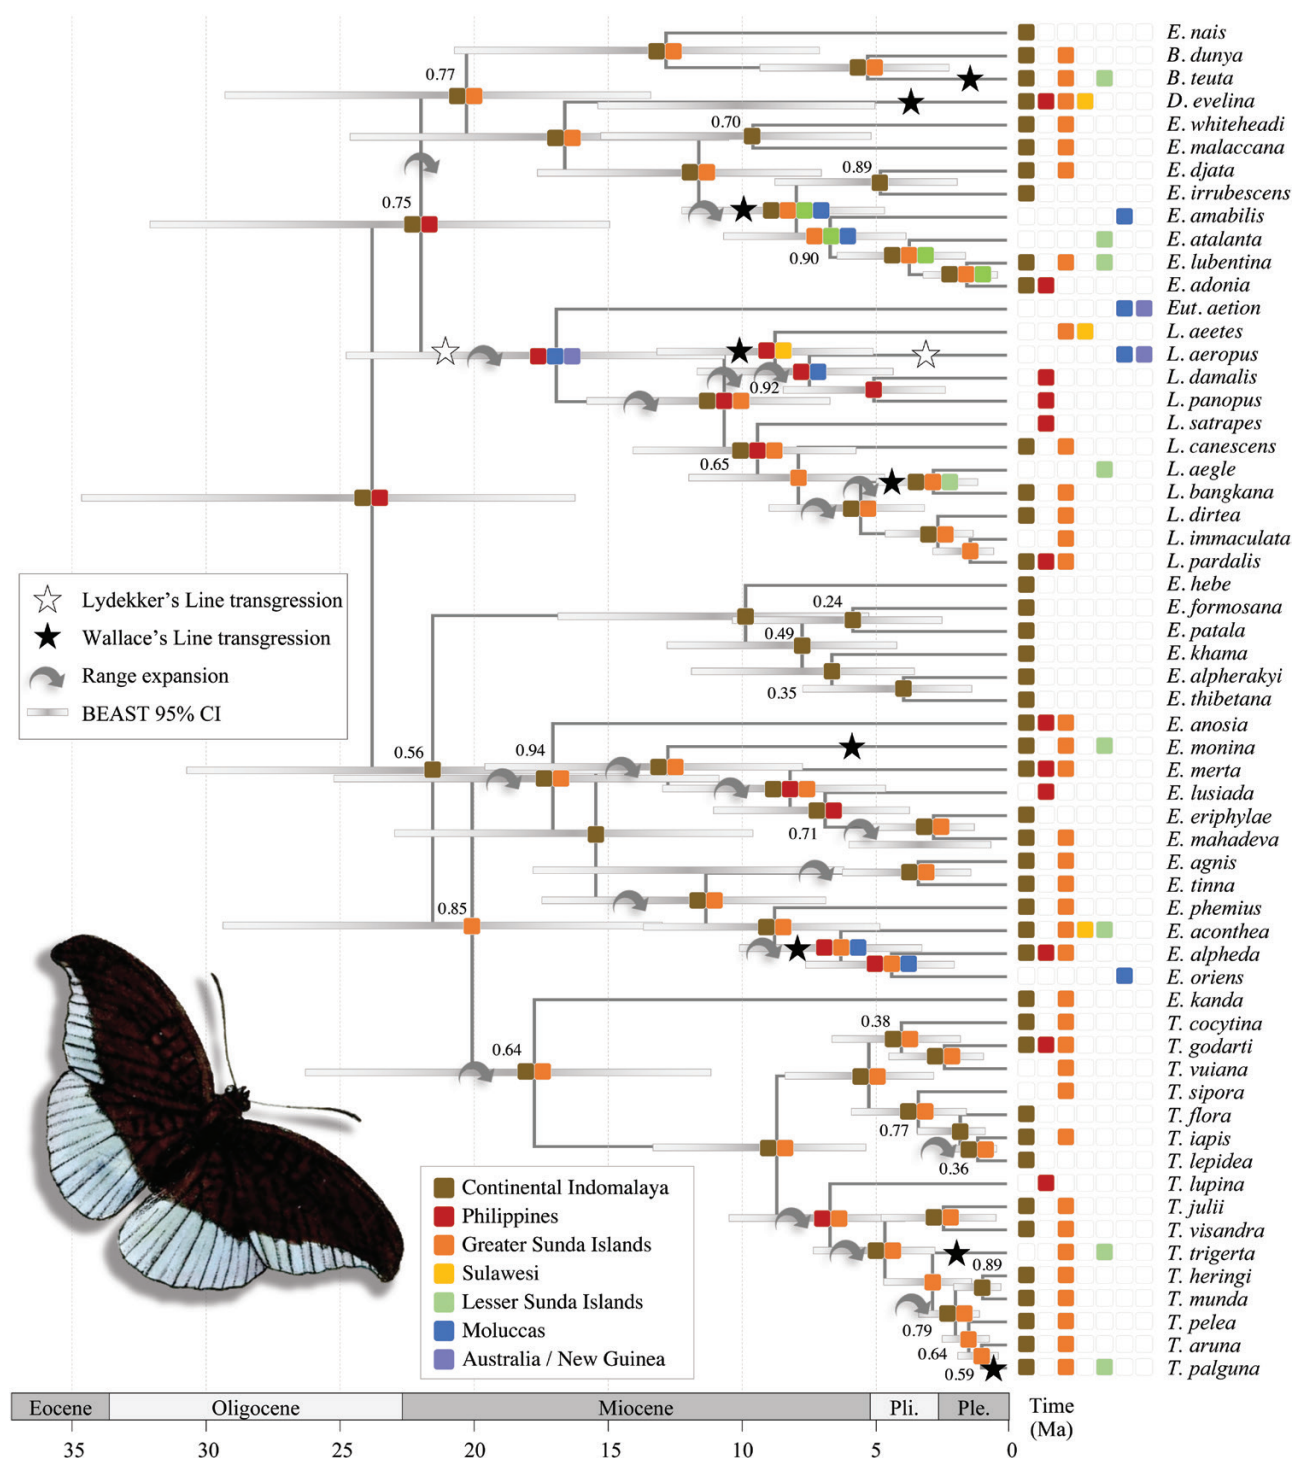 E. nais
B. dunya
0.77
B. teuta
D. evelina
0.70
E. whiteheadi
E. malaccana
0.89
E. djata
E. irrubescens
0.75
E. amabilis
E. atalanta
0.90
E. lubentina
E. adonia
Eut. aetion
L. aeetes
L. aeropus
L. damalis
0.92
L. panopus
L. satrapes
L. canescens
0.65
L. aegle
L. bangkana
L. dirtea
L. immaculata
L. pardalis
Lydekker's Line transgression
Wallace's Line transgression
Range expansion
BEAST 95% CI
E. hebe
0.24
E. formosana
0.49
E. patala
E. khama
E. alpherakyi
0.35
E. thibetana
E. anosia
0.56
0.94
E. monina
E. merta
E. lusiada
E. eriphylae
0.71
E. mahadeva
E. agnis
E. tinna
0.85
E. phemius
E. aconthea
E. alpheda
E. oriens
E. kanda
0.38
T. cocytina
0.64
T. godarti
T. vuiana
T. sipora
T. flora
0.77
T. iapis
0.36
T. lepidea
T. lupina
T. julii
T. visandra
T. trigerta
0.89
T. heringi
T. munda
T. pelea
0.79
T. aruna
0.64
0.59
T. palguna
Continental Indomalaya
Philippines
Greater Sunda Islands
Sulawesi
Lesser Sunda Islands
Moluccas
Australia / New Guinea
Eocene Oligocene Miocene Pli. Ple.
Time
(Ma)
35 30 25 20 15 10 5 0